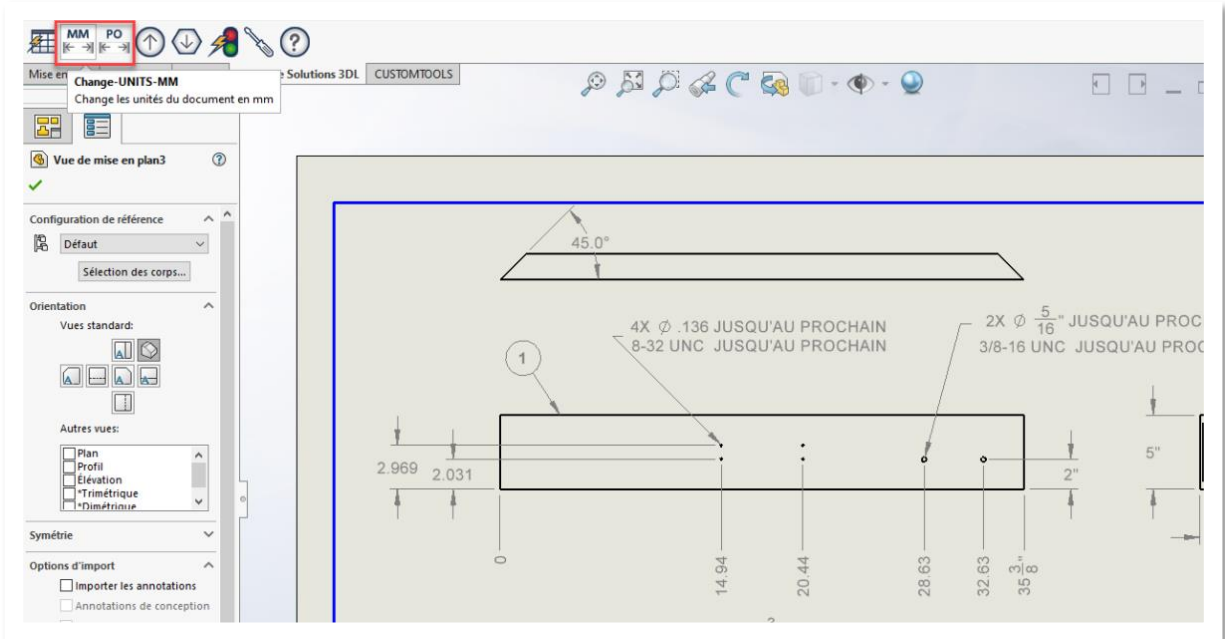 MM PO
Mise en
Solutions 3DL CUSTOMTOOLS
Change-UNITS-MM
Change les unités du document en mm
Vue de mise en plan3
Configuration de référence
Défaut
Sélection des corps...
Orientation
Vues standard:
Autres vues:
Plan
Profil
Élévation
*Trimétrique
*Dimétrique
Symétrie
Options d'import
Importer les annotations
Annotations de conception
45.0°
4X Ø .136 JUSQU'AU PROCHAIN
8-32 UNC JUSQU'AU PROCHAIN
2X Ø 5/16" JUSQU'AU PROC
3/8-16 UNC JUSQU'AU PROC
1
2.969
2.031
2"
5"
0
14.94
20.44
28.63
32.63
35 3/8"